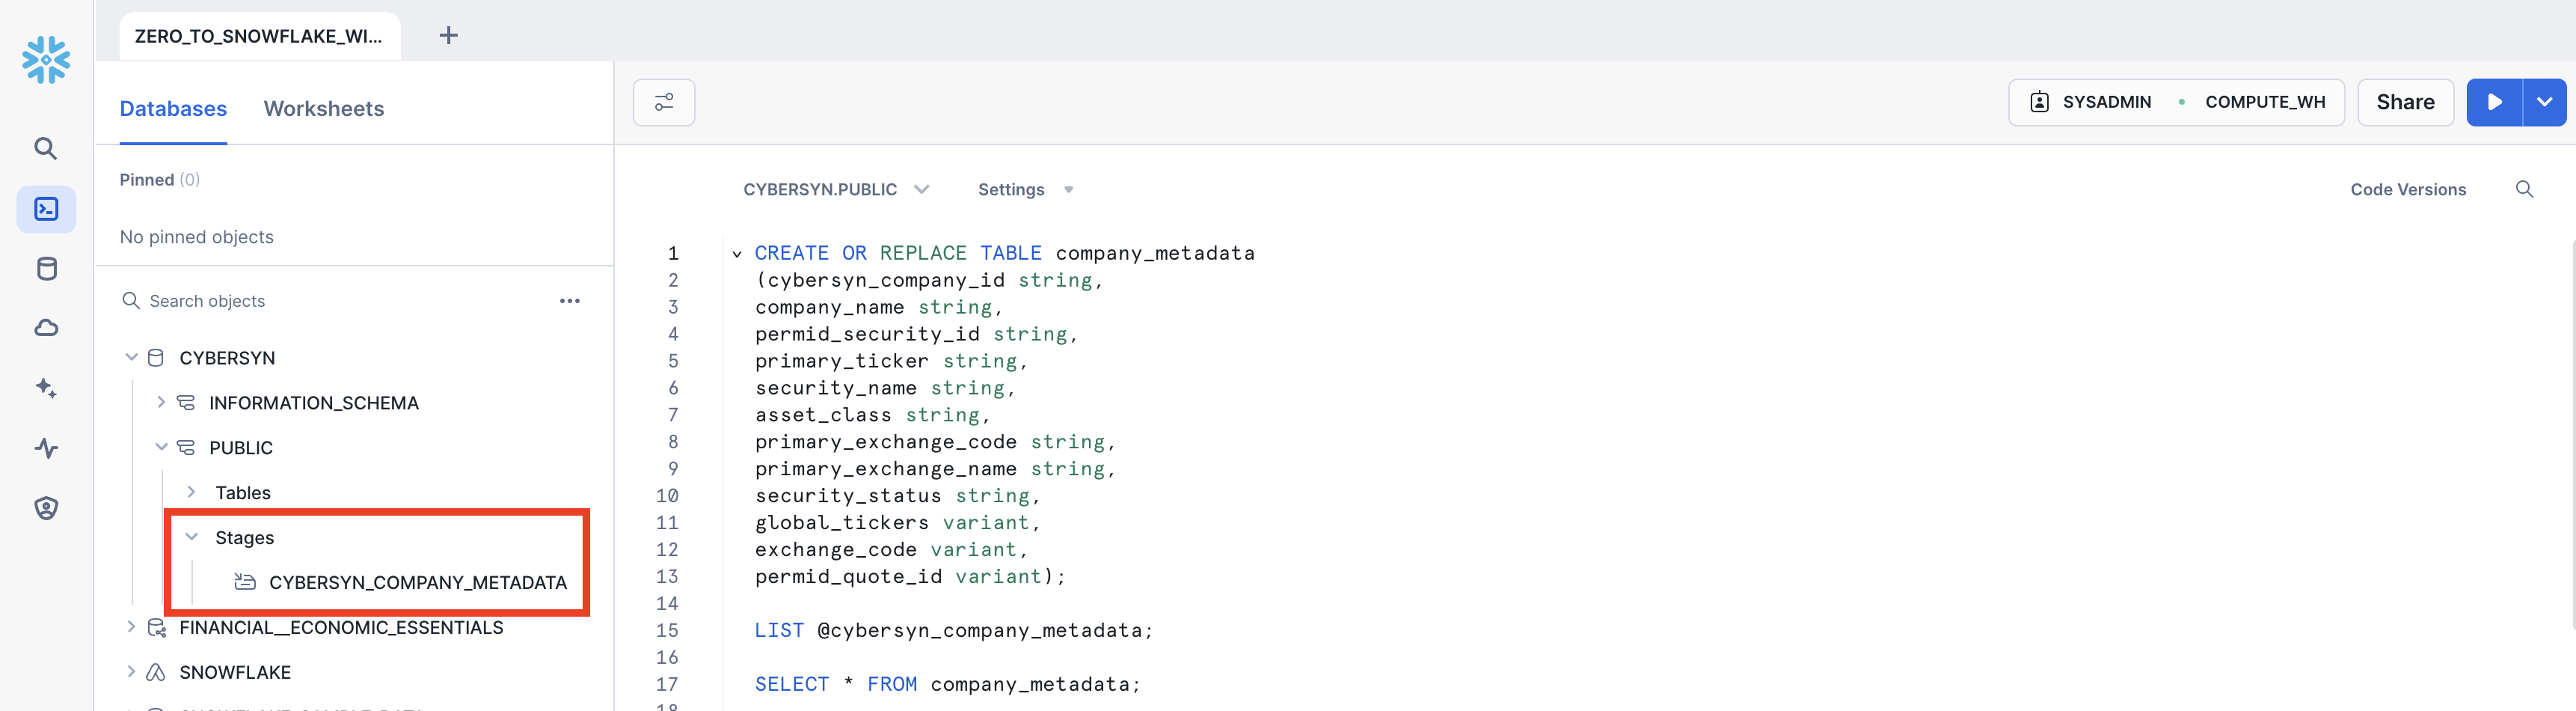 ZERO_TO_SNOWFLAKE_WI...
Databases Worksheets
Pinned (0)
No pinned objects
Search objects
CYBERSYN
INFORMATION_SCHEMA
PUBLIC
Tables
Stages
CYBERSYN_COMPANY_METADATA
FINANCIAL__ECONOMIC_ESSENTIALS
SNOWFLAKE
SYSADMIN COMPUTE_WH
Share
CYBERSYN.PUBLIC Settings Code Versions
1 CREATE OR REPLACE TABLE company_metadata
2 (cybersyn_company_id string,
3 company_name string,
4 permid_security_id string,
5 primary_ticker string,
6 security_name string,
7 asset_class string,
8 primary_exchange_code string,
9 primary_exchange_name string,
10 security_status string,
11 global_tickers variant,
12 exchange_code variant,
13 permid_quote_id variant);
14
15 LIST @cybersyn_company_metadata;
16
17 SELECT * FROM company_metadata;
18